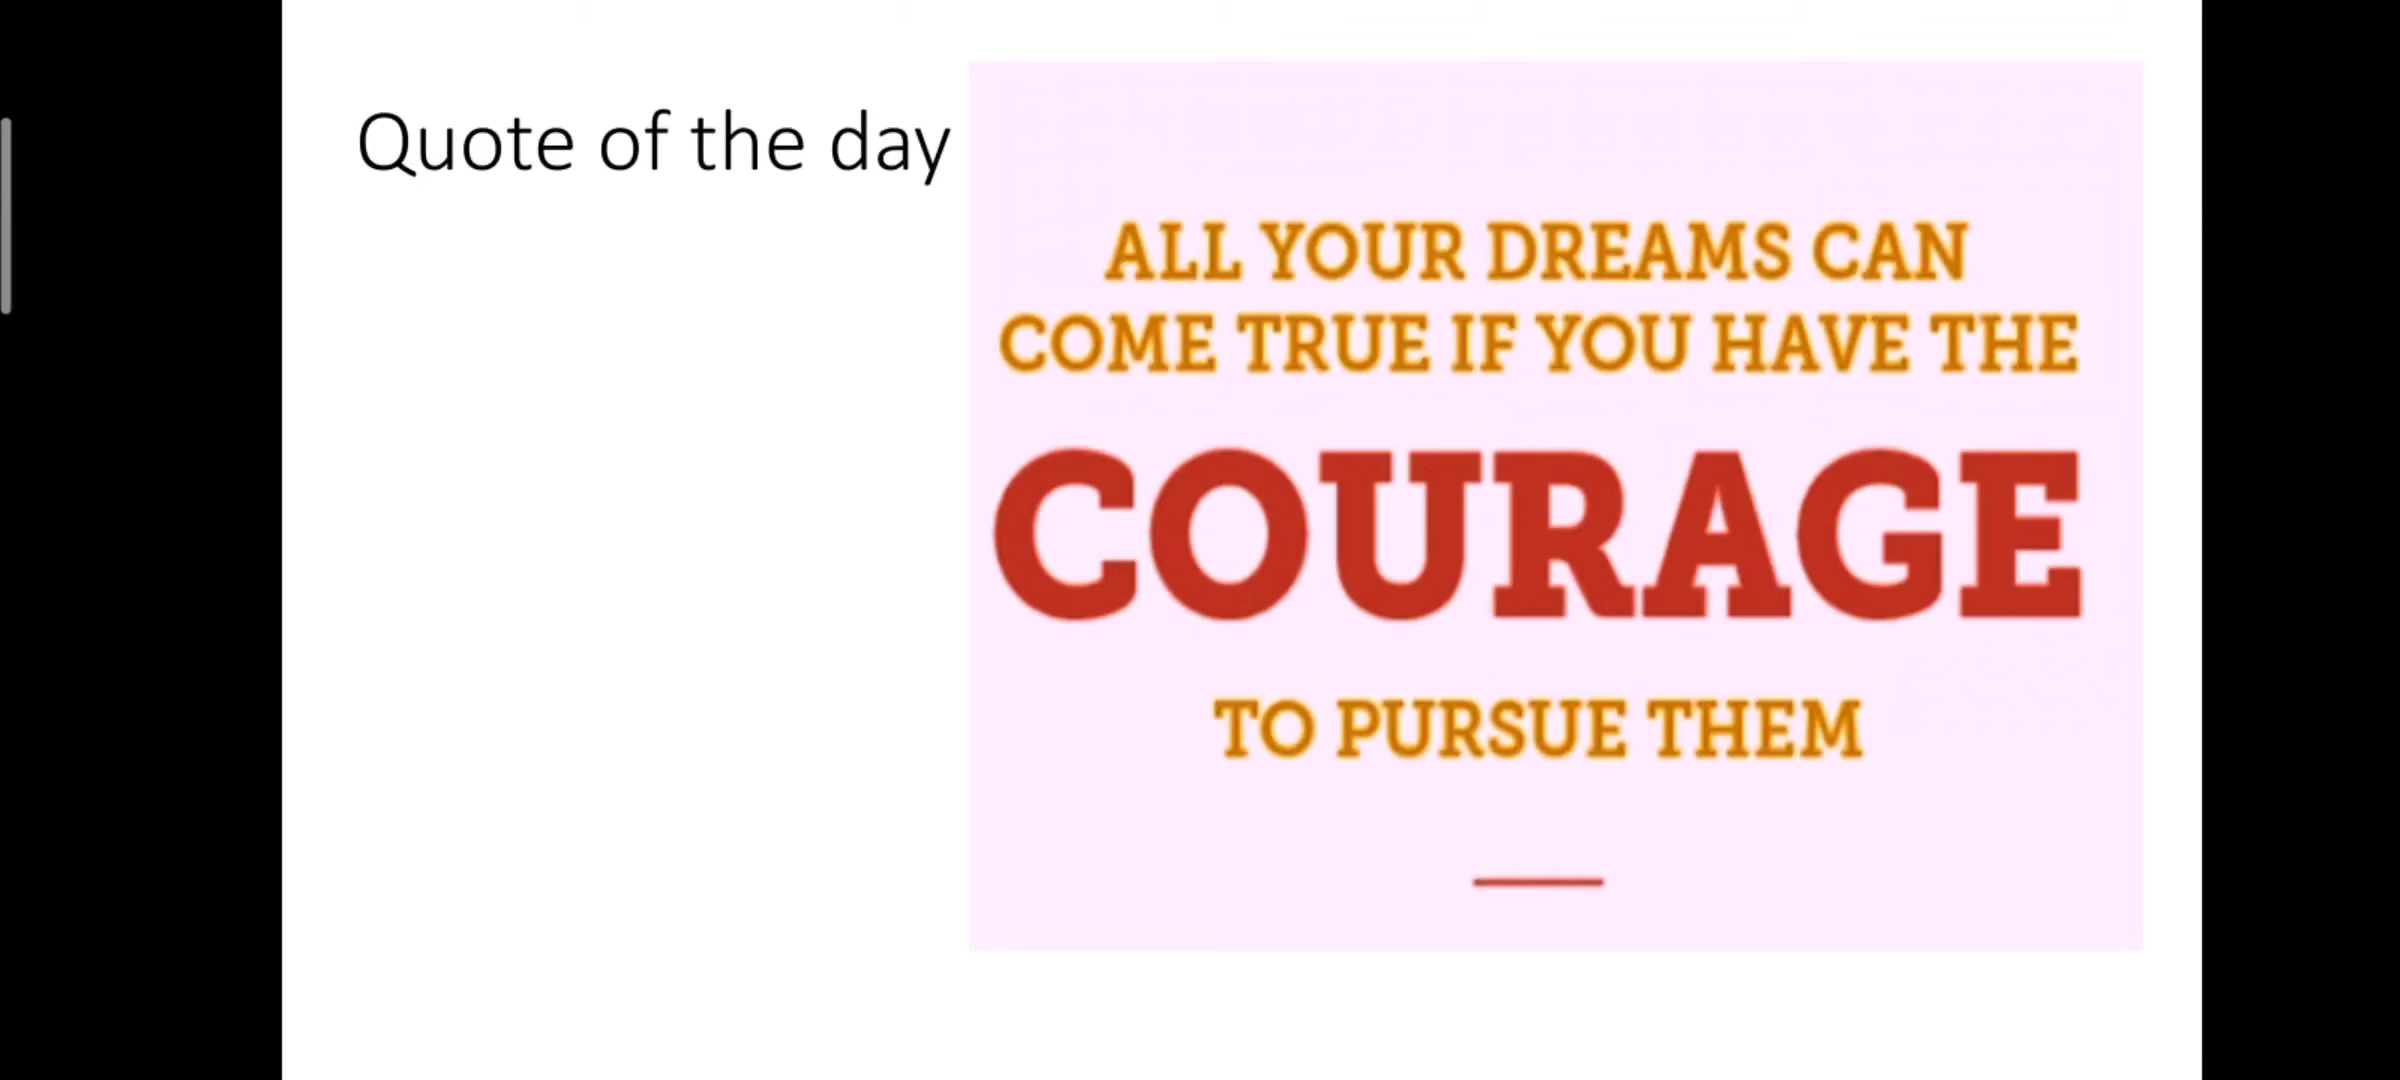 Quote of the day
ALL YOUR DREAMS CAN
COME TRUE IF YOU HAVE THE
COURAGE
TO PURSUE THEM